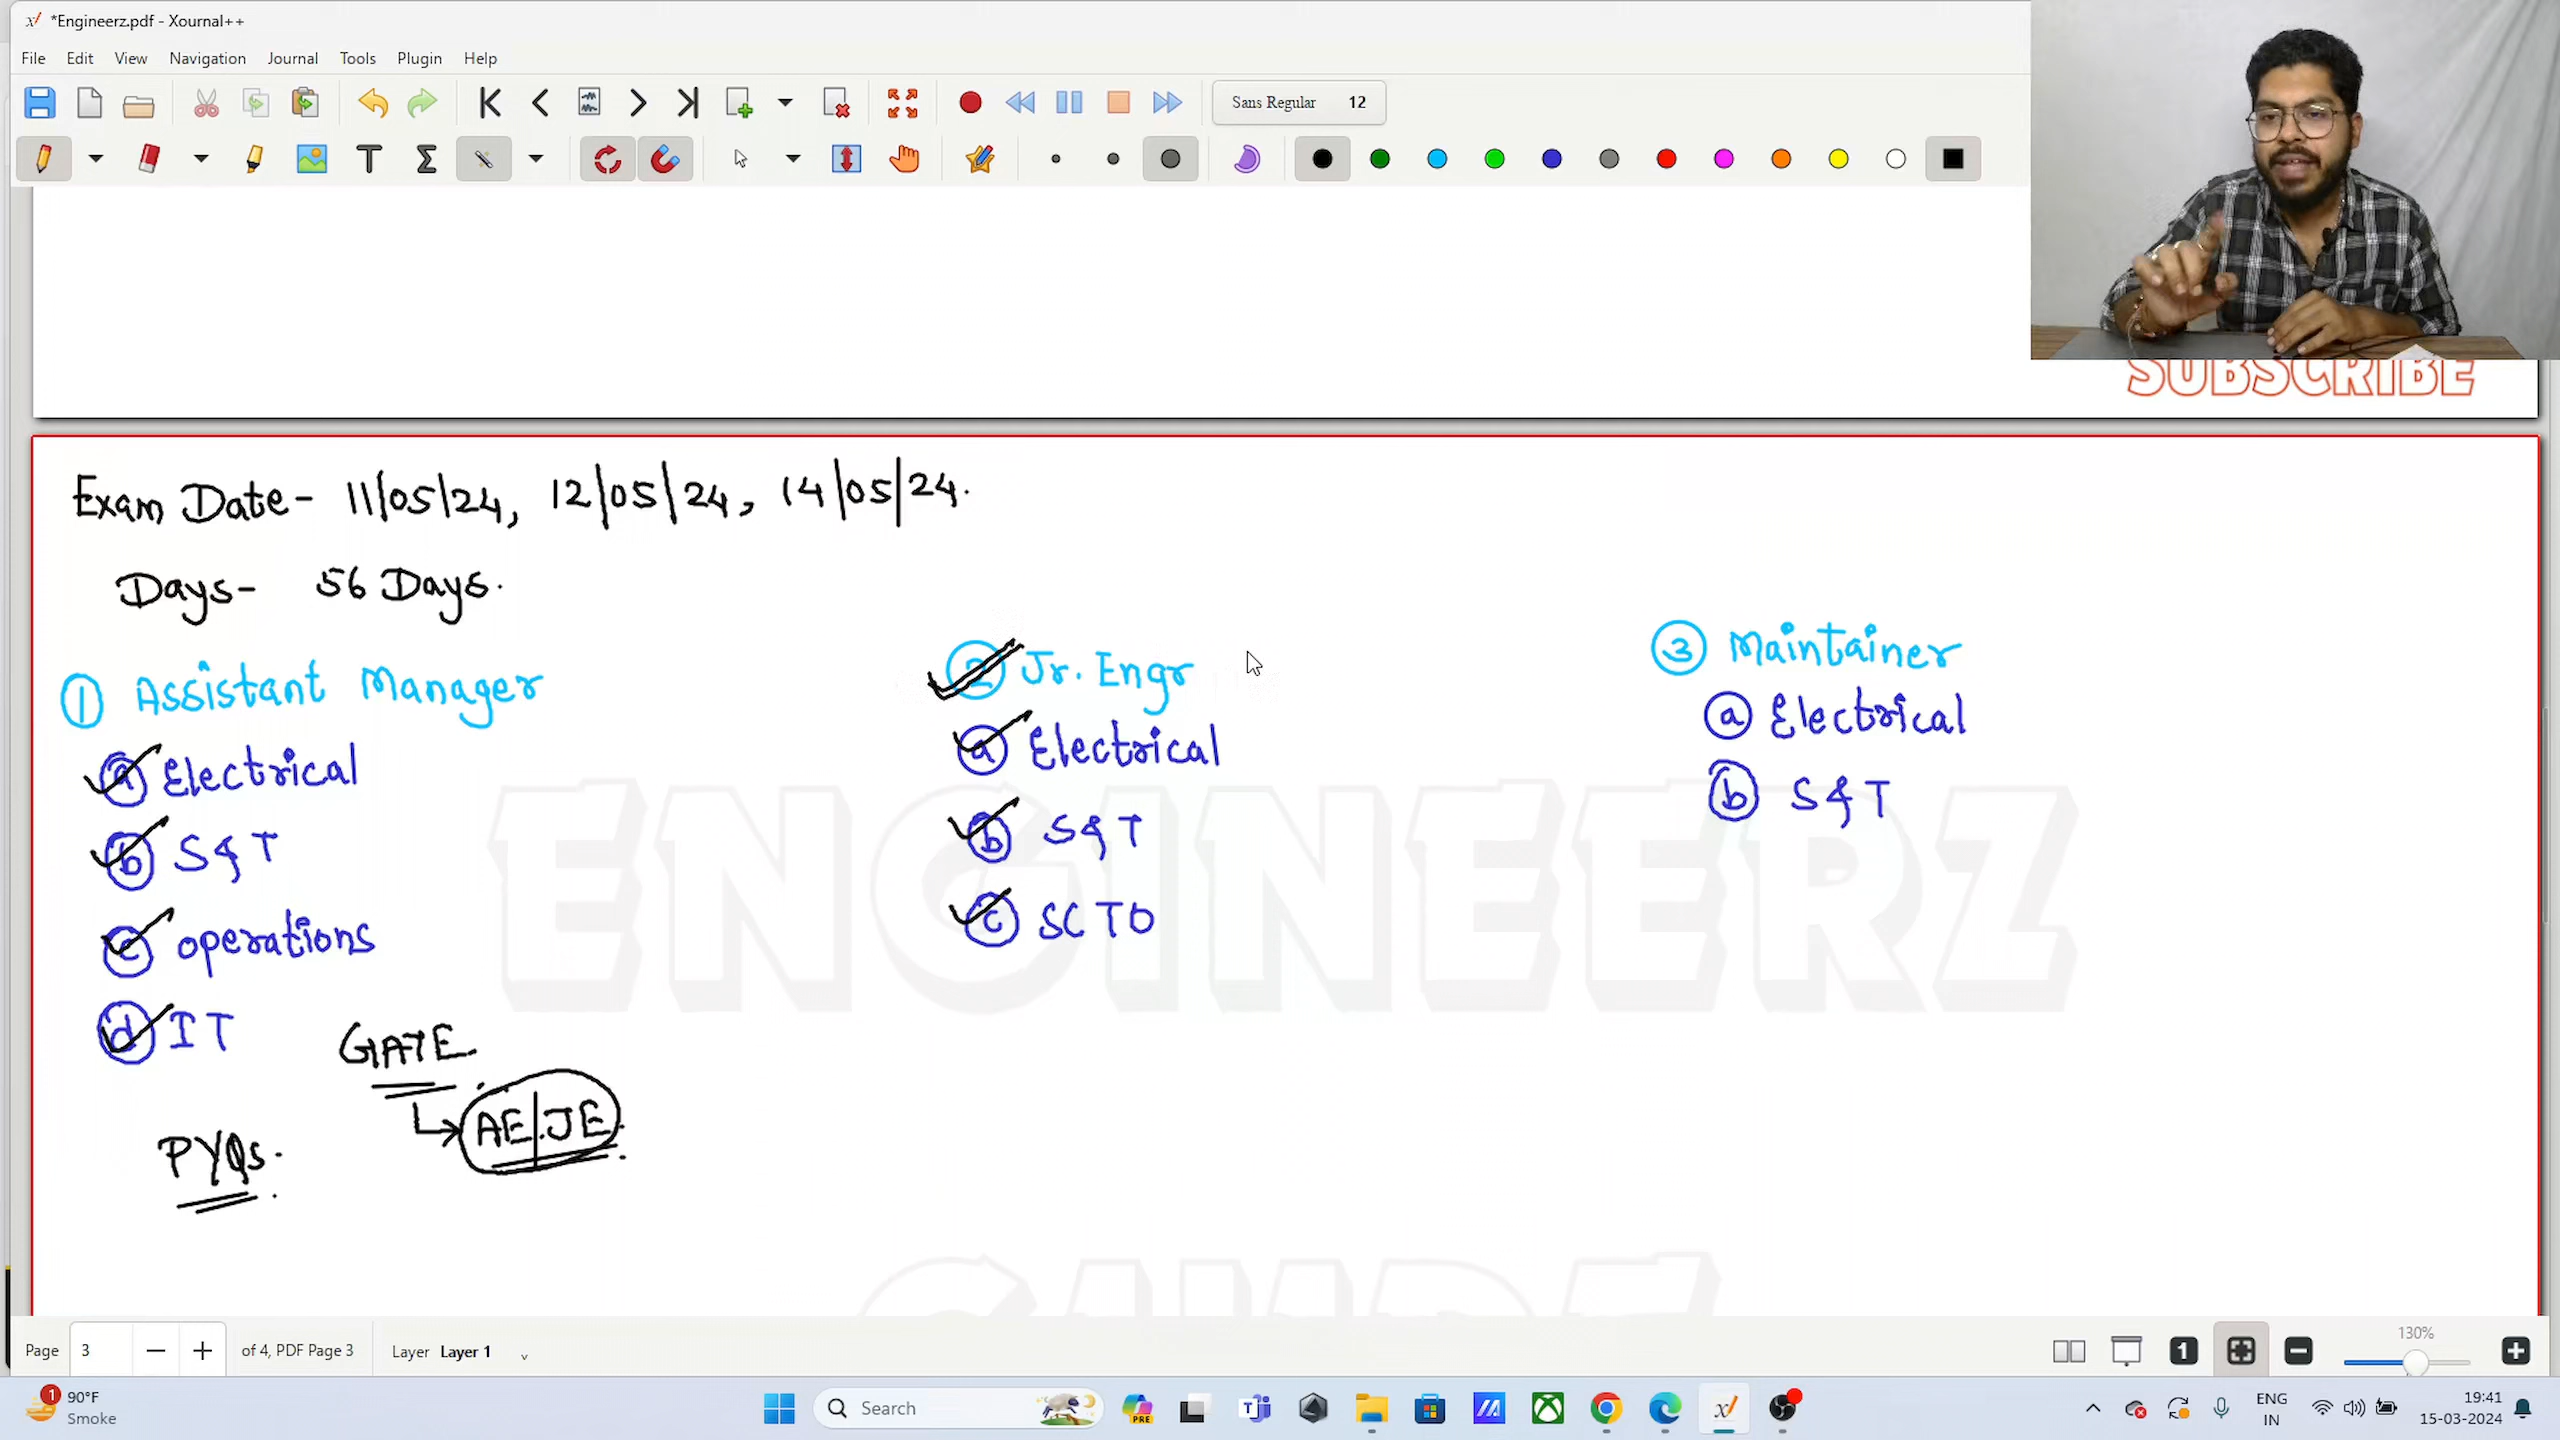 *Engineerz.pdf - Xournal++
File Edit View Navigation Journal Tools Plugin Help
Sans Regular 12
SUBSCRIBE
Exam Date- 11/05/24, 12/05/24, 14/05/24.
Days- 56 Days.
① Assistant Manager
ⓐ Electrical
ⓑ S&T
ⓒ operations
ⓓ IT
GATE
AE|JE
PYQs.
② Jr. Engr
ⓐ Electrical
ⓑ S&T
ⓒ SCTO
③ Maintainer
ⓐ Electrical
ⓑ S&T
ENGINEERZ
Page 3 of 4, PDF Page 3 Layer Layer 1
1
130%
1 90°F
Smoke
Search
PRE
ENG
IN
19:41
15-03-2024